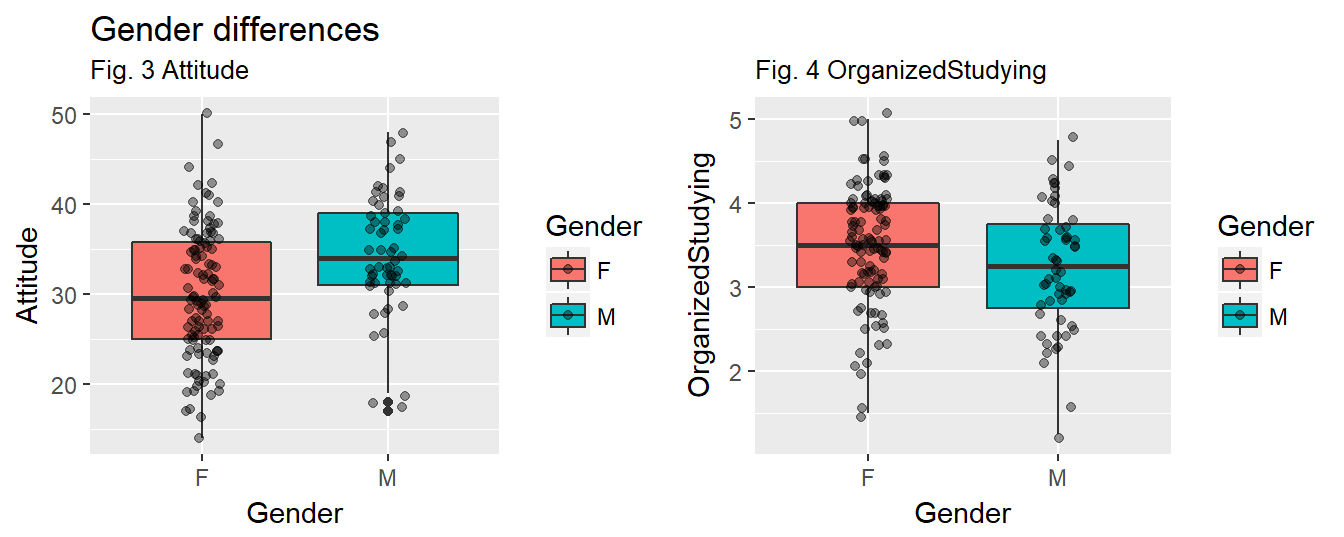 Gender differences
Fig. 3 Attitude
50
40
30
20
Attitude
F
M
Gender
Gender
F
M
Fig. 4 OrganizedStudying
5
4
3
2
OrganizedStudying
F
M
Gender
Gender
F
M